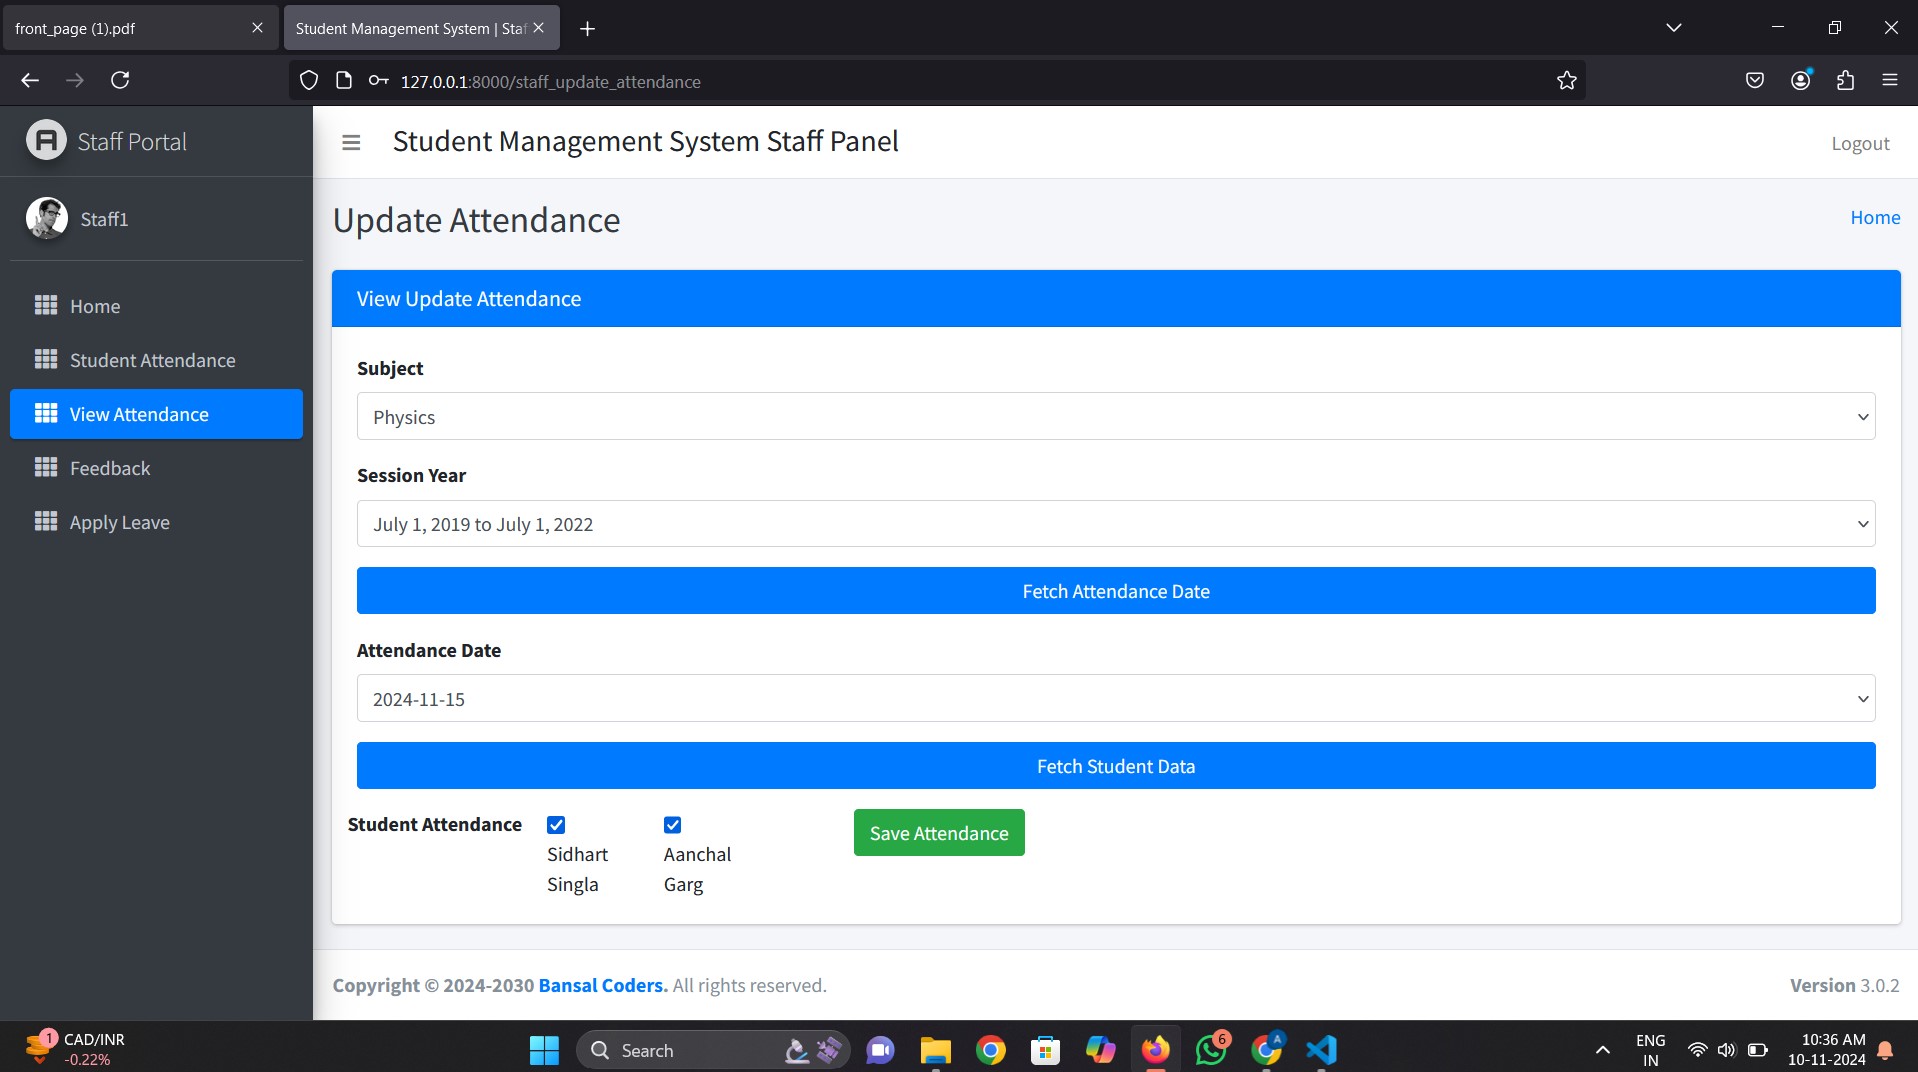 front_page (1).pdf
Student Management System | Staf
127.0.0.1:8000/staff_update_attendance
Staff Portal
Student Management System Staff Panel
Logout
Staff1
Update Attendance
Home
Home
Student Attendance
View Attendance
Feedback
Apply Leave
View Update Attendance
Subject
Physics
Session Year
July 1, 2019 to July 1, 2022
Fetch Attendance Date
Attendance Date
2024-11-15
Fetch Student Data
Student Attendance
Sidhart
Singla
Aanchal
Garg
Save Attendance
Copyright © 2024-2030 Bansal Coders. All rights reserved.
Version 3.0.2
1
CAD/INR
-0.22%
Search
6
A
ENG
IN
10:36 AM
10-11-2024